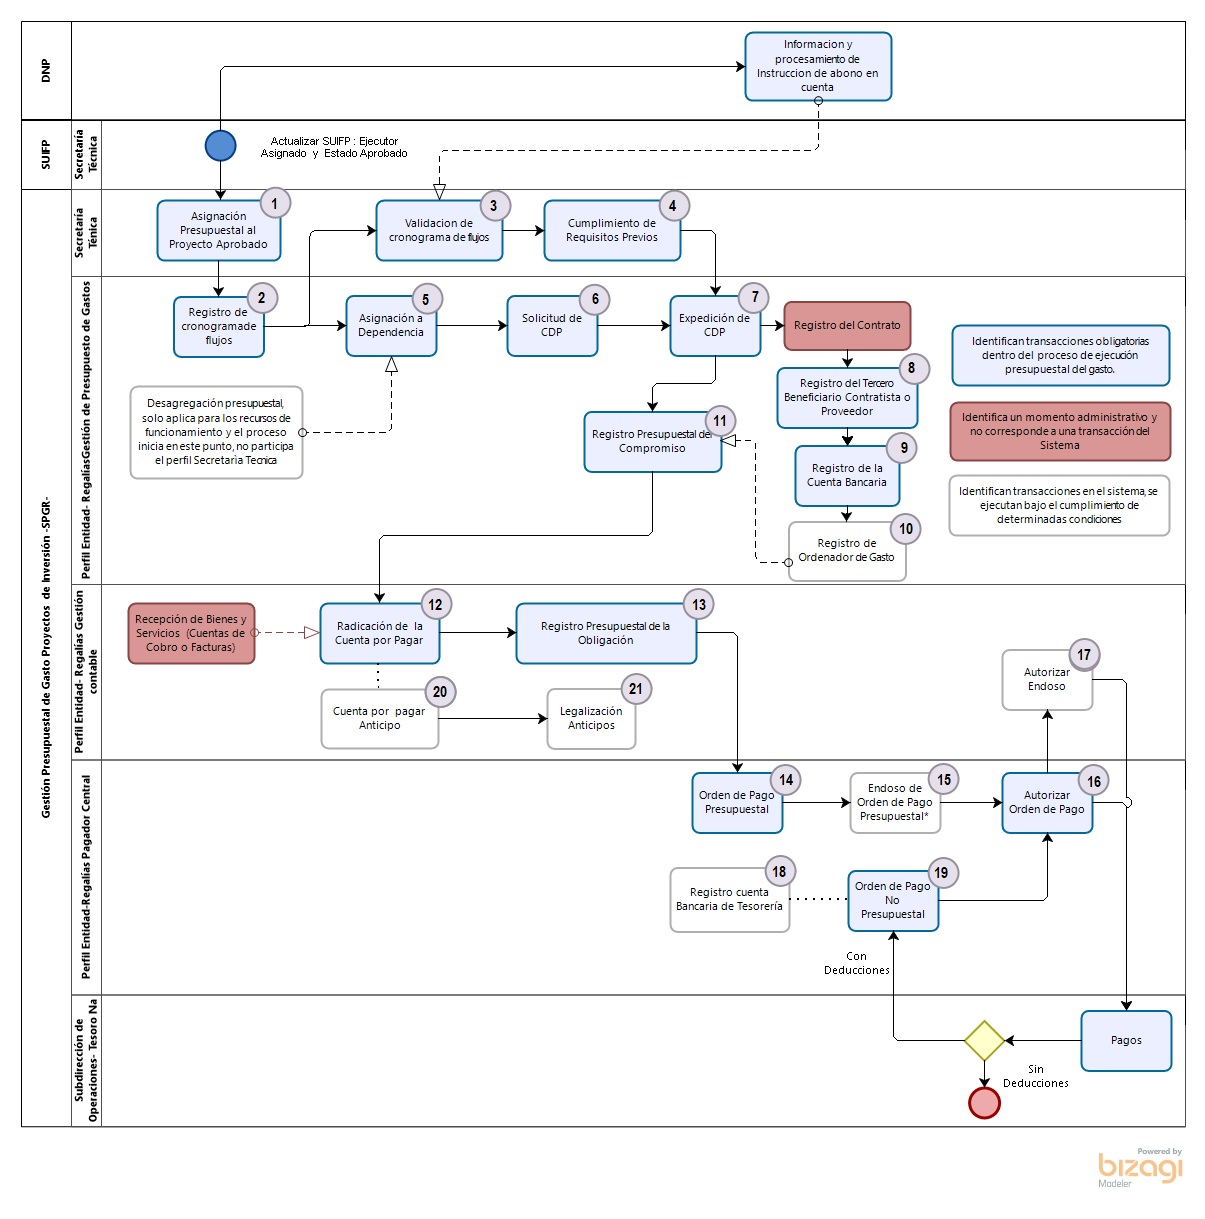 DNP
Informacion y
procesamiento de
Instruccion de abono en
cuenta
SUIFP
Secretaría
Técnica
Actualizar SUIFP : Ejecutor
Asignado y Estado Aprobado
Gestión Presupuestal de Gasto Proyectos de Inversión -SPGR-
Secretaría
Ténica
Asignación
Presupuestal al
Proyecto Aprobado
1
Validacion de
cronograma de flujos
3
Cumplimiento de
Requisitos Previos
4
Perfil Entidad- RegalíasGestión de Presupuesto de Gastos
Registro de
cronogramade
flujos
2
Asignación a
Dependencia
5
Solicitud de
CDP
6
Expedición de
CDP
7
Registro del Contrato
Identifican transacciones obligatorias
dentro del proceso de ejecución
presupuestal del gasto.
Registro del Tercero
Beneficiario Contratista o
Proveedor
8
Desagregación presupuestal,
solo aplica para los recursos de
funcionamiento y el proceso
inicia en este punto, no participa
el perfil Secretarìa Tecnica
Registro Presupuestal del
Compromiso
11
Identifica un momento administrativo y
no corresponde a una transacción del
Sistema
Registro de la
Cuenta Bancaria
9
Identifican transacciones en el sistema, se
ejecutan bajo el cumplimiento de
determinadas condiciones
Registro de
Ordenador de Gasto
10
Perfil Entidad- Regalías Gestión
contable
Recepción de Bienes y
Servicios (Cuentas de
Cobro o Facturas)
Radicación de la
Cuenta por Pagar
12
Registro Presupuestal de la
Obligación
13
Autorizar
Endoso
17
Cuenta por pagar
Anticipo
20
Legalización
Anticipos
21
Perfil Entidad-Regalías Pagador Central
Orden de Pago
Presupuestal
14
Endoso de
Orden de Pago
Presupuestal*
15
Autorizar
Orden de Pago
16
Registro cuenta
Bancaria de Tesorería
18
Orden de Pago
No
Presupuestal
19
Con
Deducciones
Subdirección de
Operaciones- Tesoro Na
Pagos
Sin
Deducciones
Powered by
bizagi
Modeler